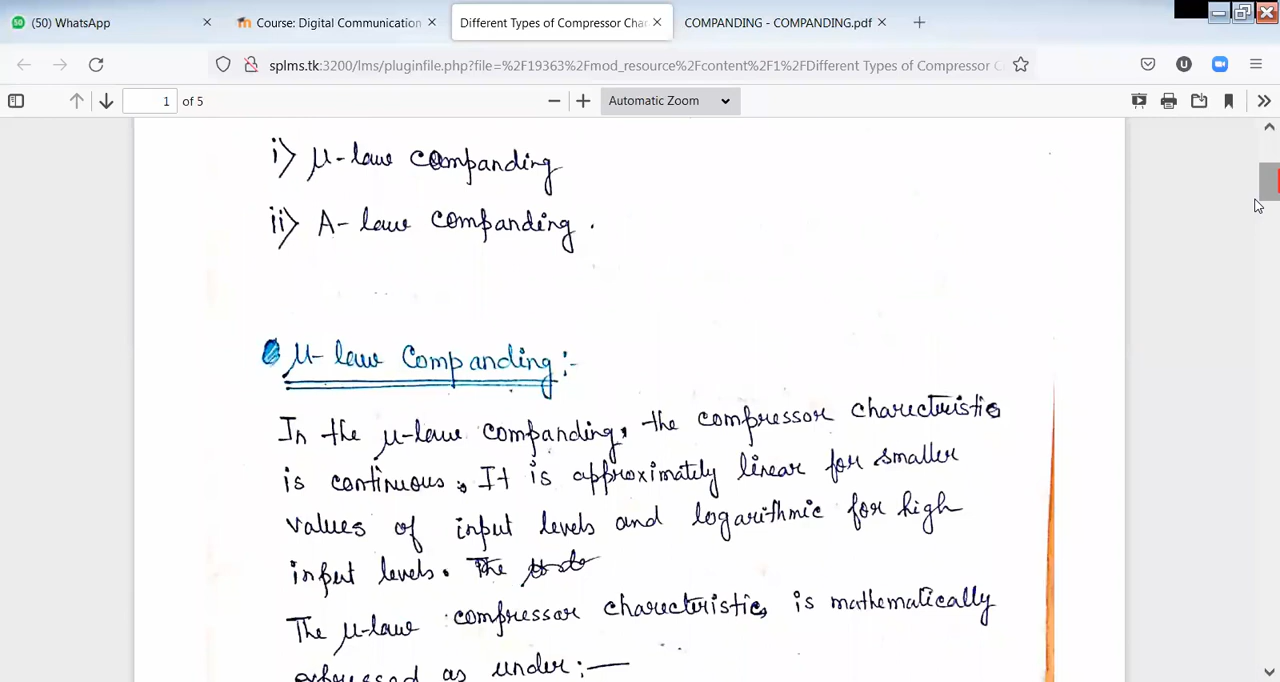 (50) WhatsApp
Course: Digital Communication
Different Types of Compressor Cha
COMPANDING - COMPANDING.pdf
splms.tk:3200/lms/pluginfile.php?file=%2F19363%2Fmod_resource%2Fcontent%2F1%2FDifferent Types of Compressor C
1 of 5
Automatic Zoom
i) μ-law companding
ii) A-law companding.
μ-law Companding:-
In the μ-law companding, the compressor charecteristic
is continuous. It is approximately linear for smaller
values of input levels and logarithmic for high
input levels. The
The μ-law compressor charecteristic, is mathematically
expressed as under:—